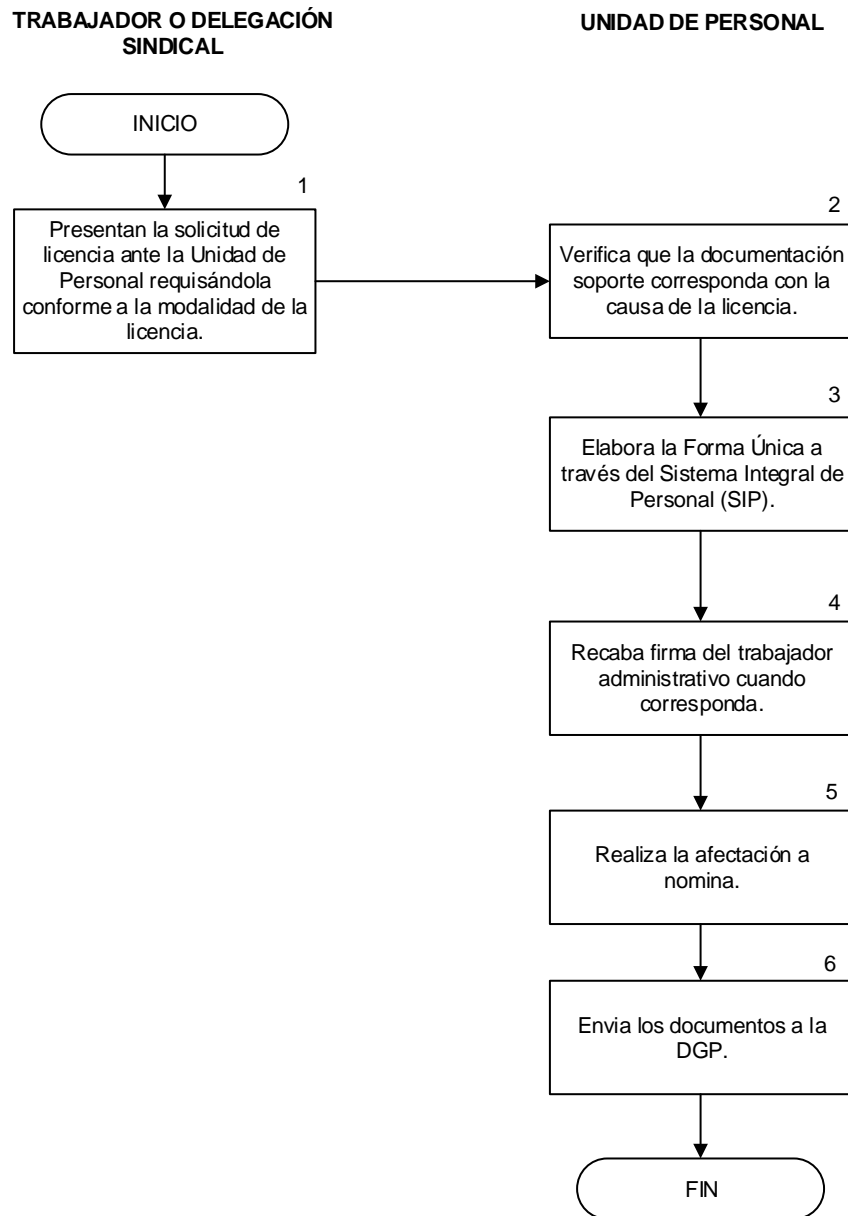 TRABAJADOR O DELEGACIÓN
SINDICAL
UNIDAD DE PERSONAL
INICIO
1
Presentan la solicitud de
licencia ante la Unidad de
Personal requisándola
conforme a la modalidad de la
licencia.
2
Verifica que la documentación
soporte corresponda con la
causa de la licencia.
3
Elabora la Forma Única a
través del Sistema Integral de
Personal (SIP).
4
Recaba firma del trabajador
administrativo cuando
corresponda.
5
Realiza la afectación a
nomina.
6
Envia los documentos a la
DGP.
FIN